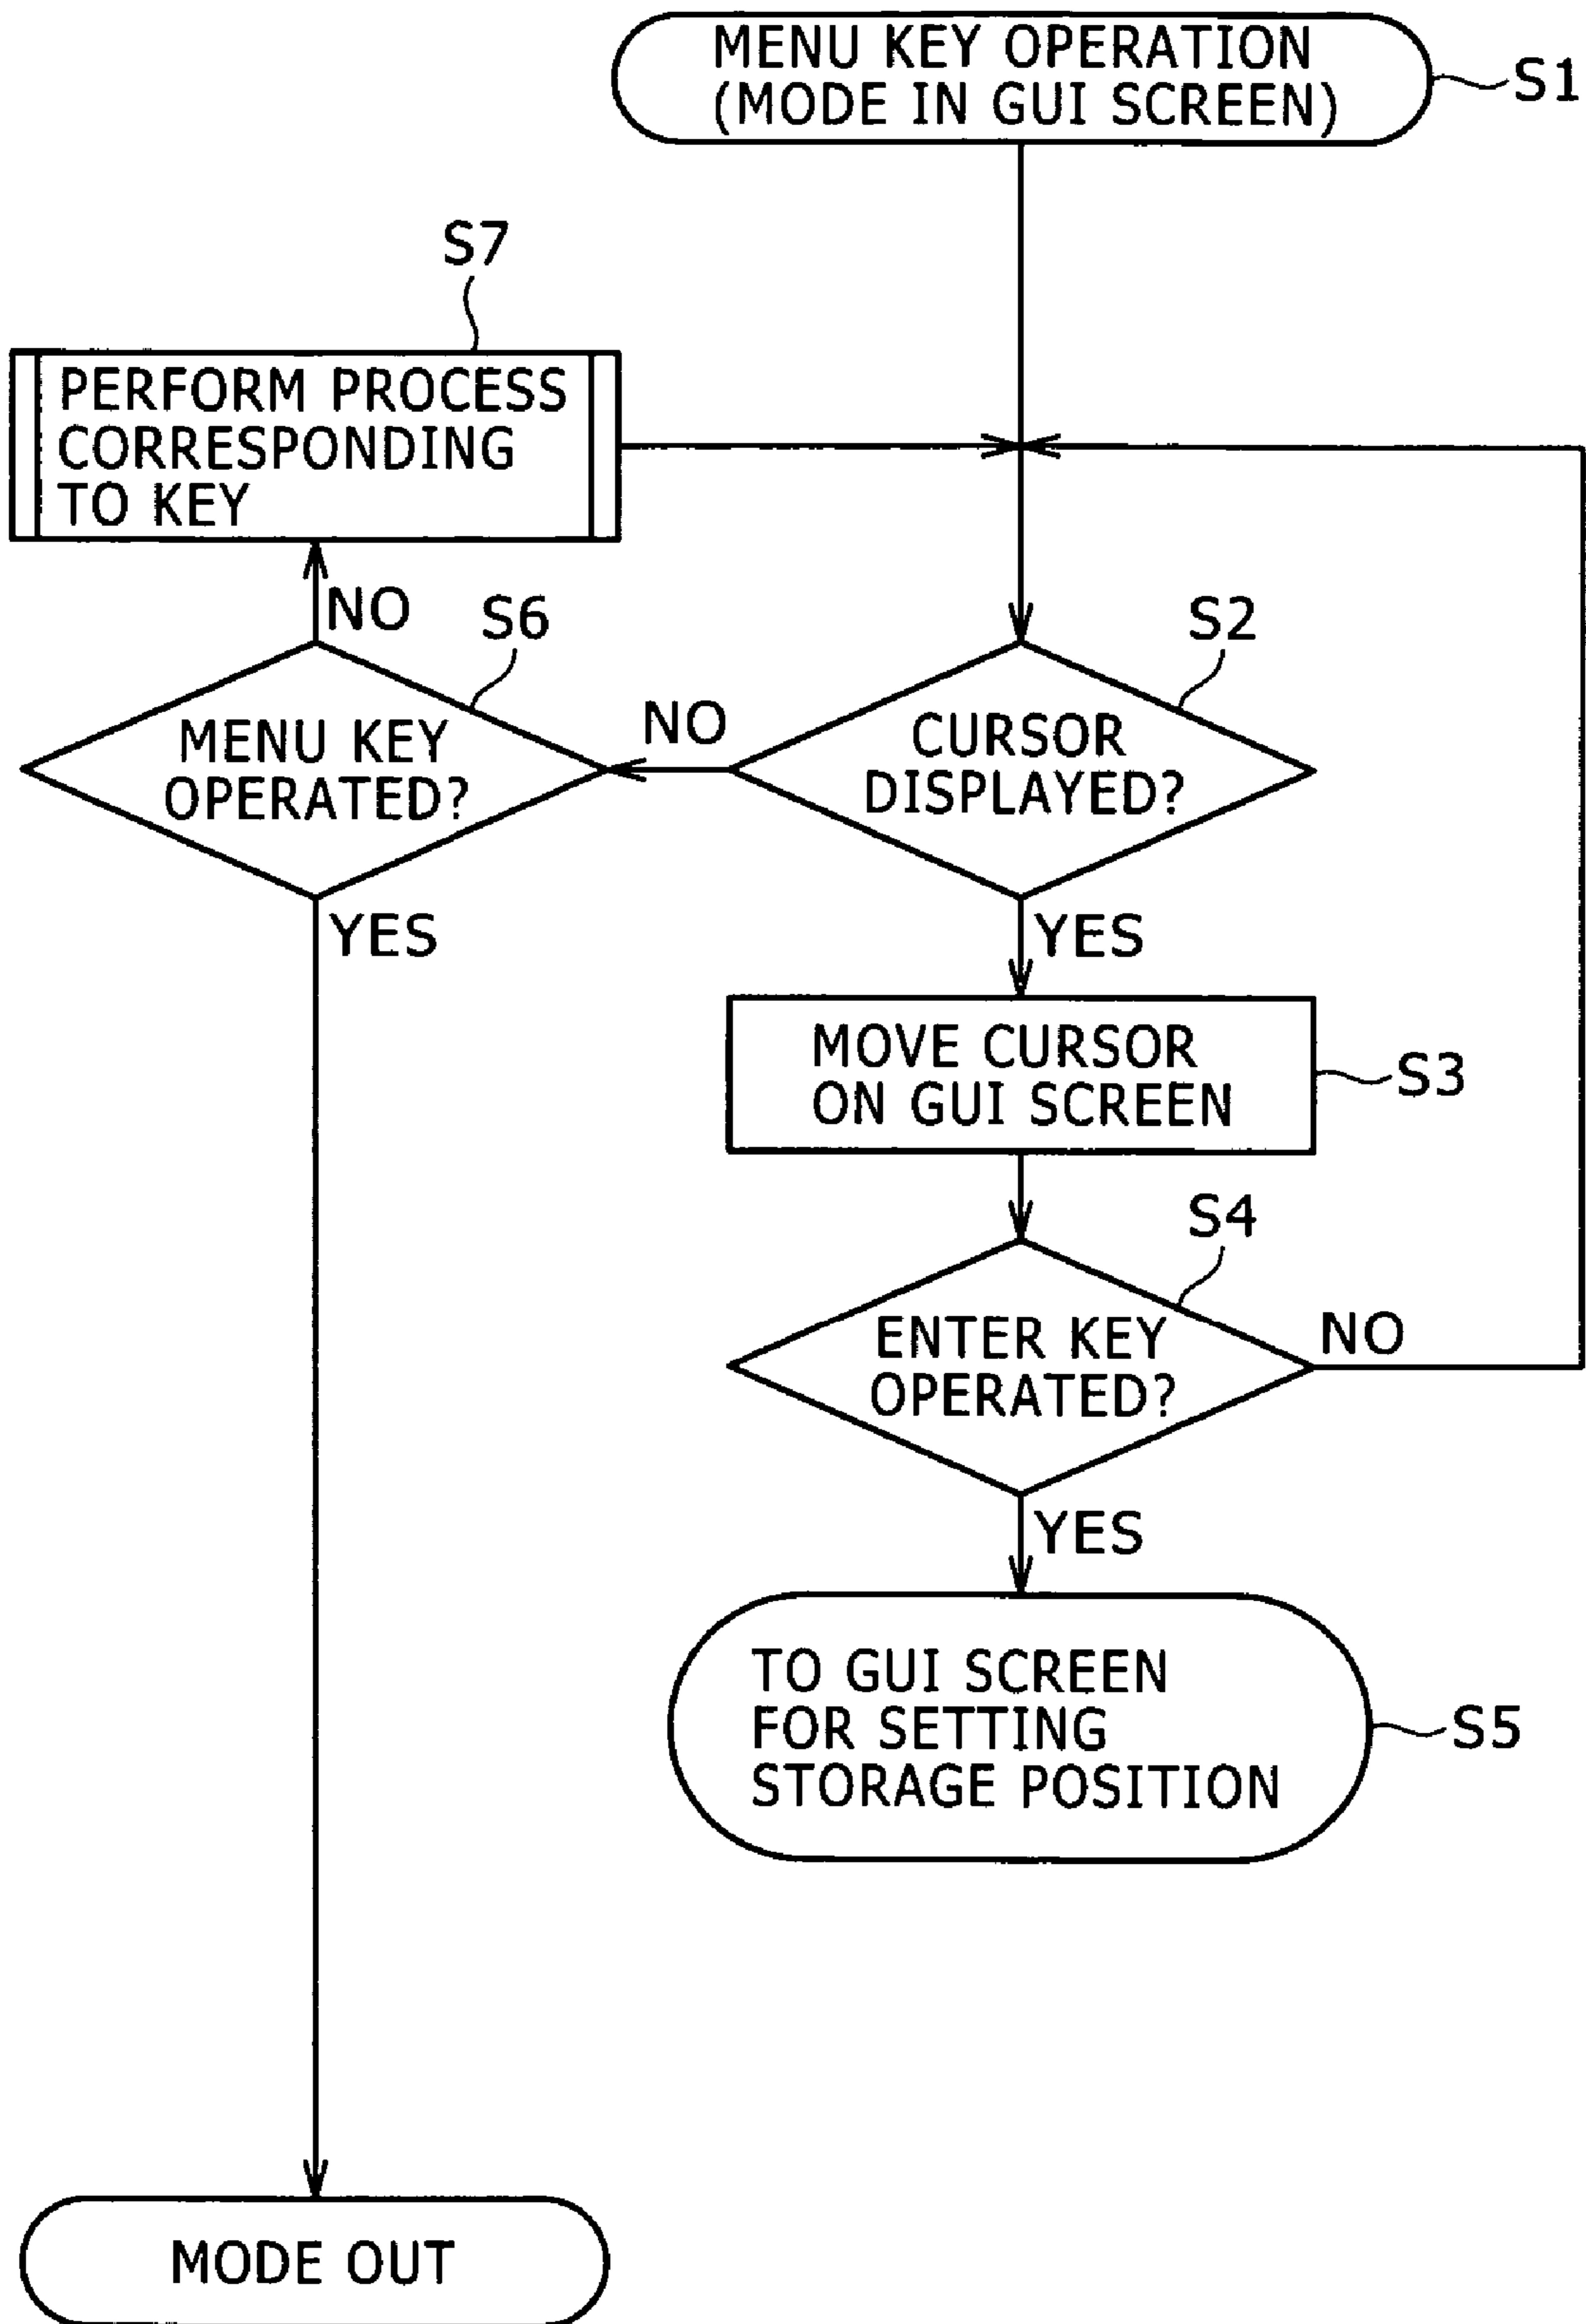 MENU KEY OPERATION
(MODE IN GUI SCREEN)
S1
S7
PERFORM PROCESS
CORRESPONDING
TO KEY
NO
S6
S2
MENU KEY
OPERATED?
NO
CURSOR
DISPLAYED?
YES
YES
MOVE CURSOR
ON GUI SCREEN
S3
S4
ENTER KEY
OPERATED?
NO
YES
TO GUI SCREEN
FOR SETTING
STORAGE POSITION
S5
MODE OUT